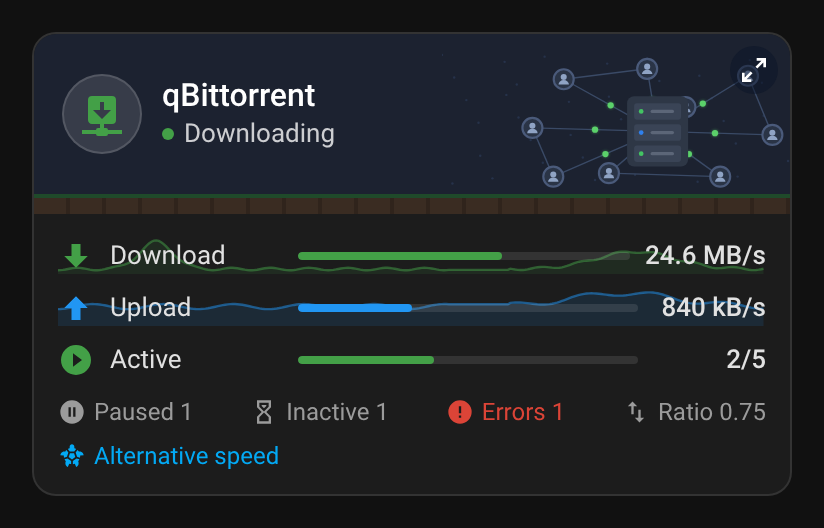 qBittorrent
Downloading
Download 24.6 MB/s
Upload 840 kB/s
Active 2/5
Paused 1 Inactive 1 Errors 1 Ratio 0.75
Alternative speed